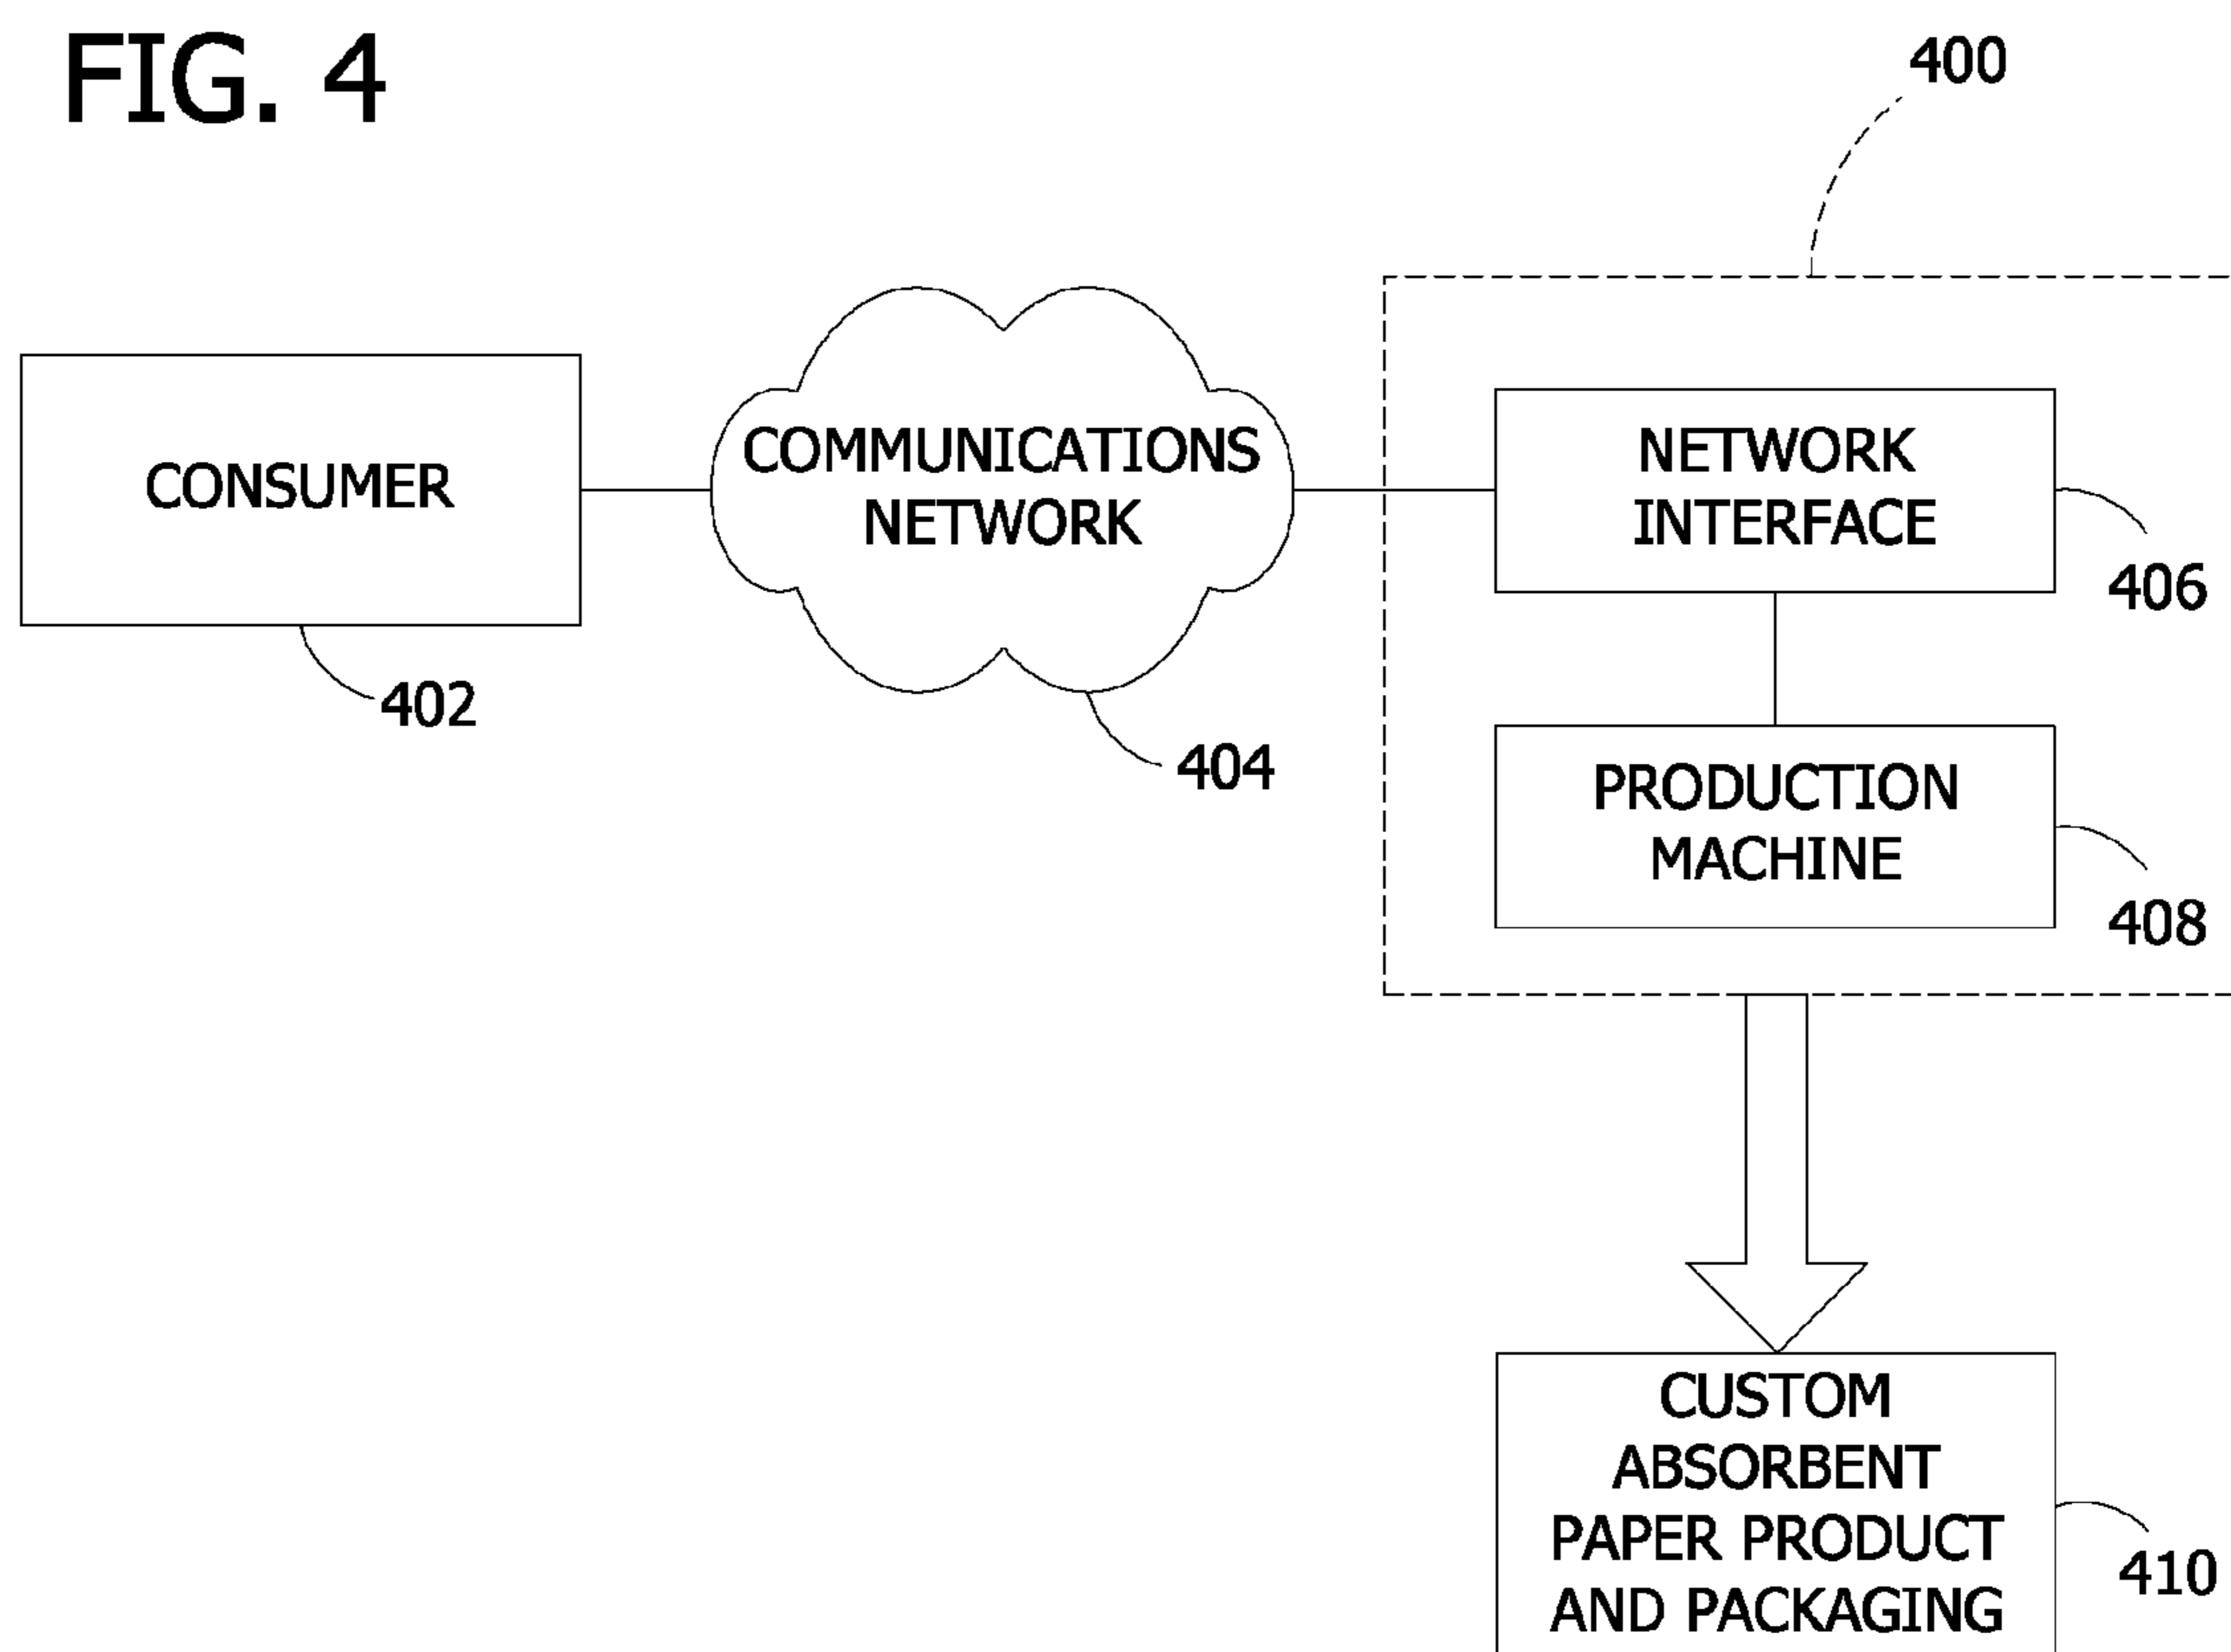 FIG. 4
400
CONSUMER
402
COMMUNICATIONS
NETWORK
404
NETWORK
INTERFACE
406
PRODUCTION
MACHINE
408
CUSTOM
ABSORBENT
PAPER PRODUCT
AND PACKAGING
410